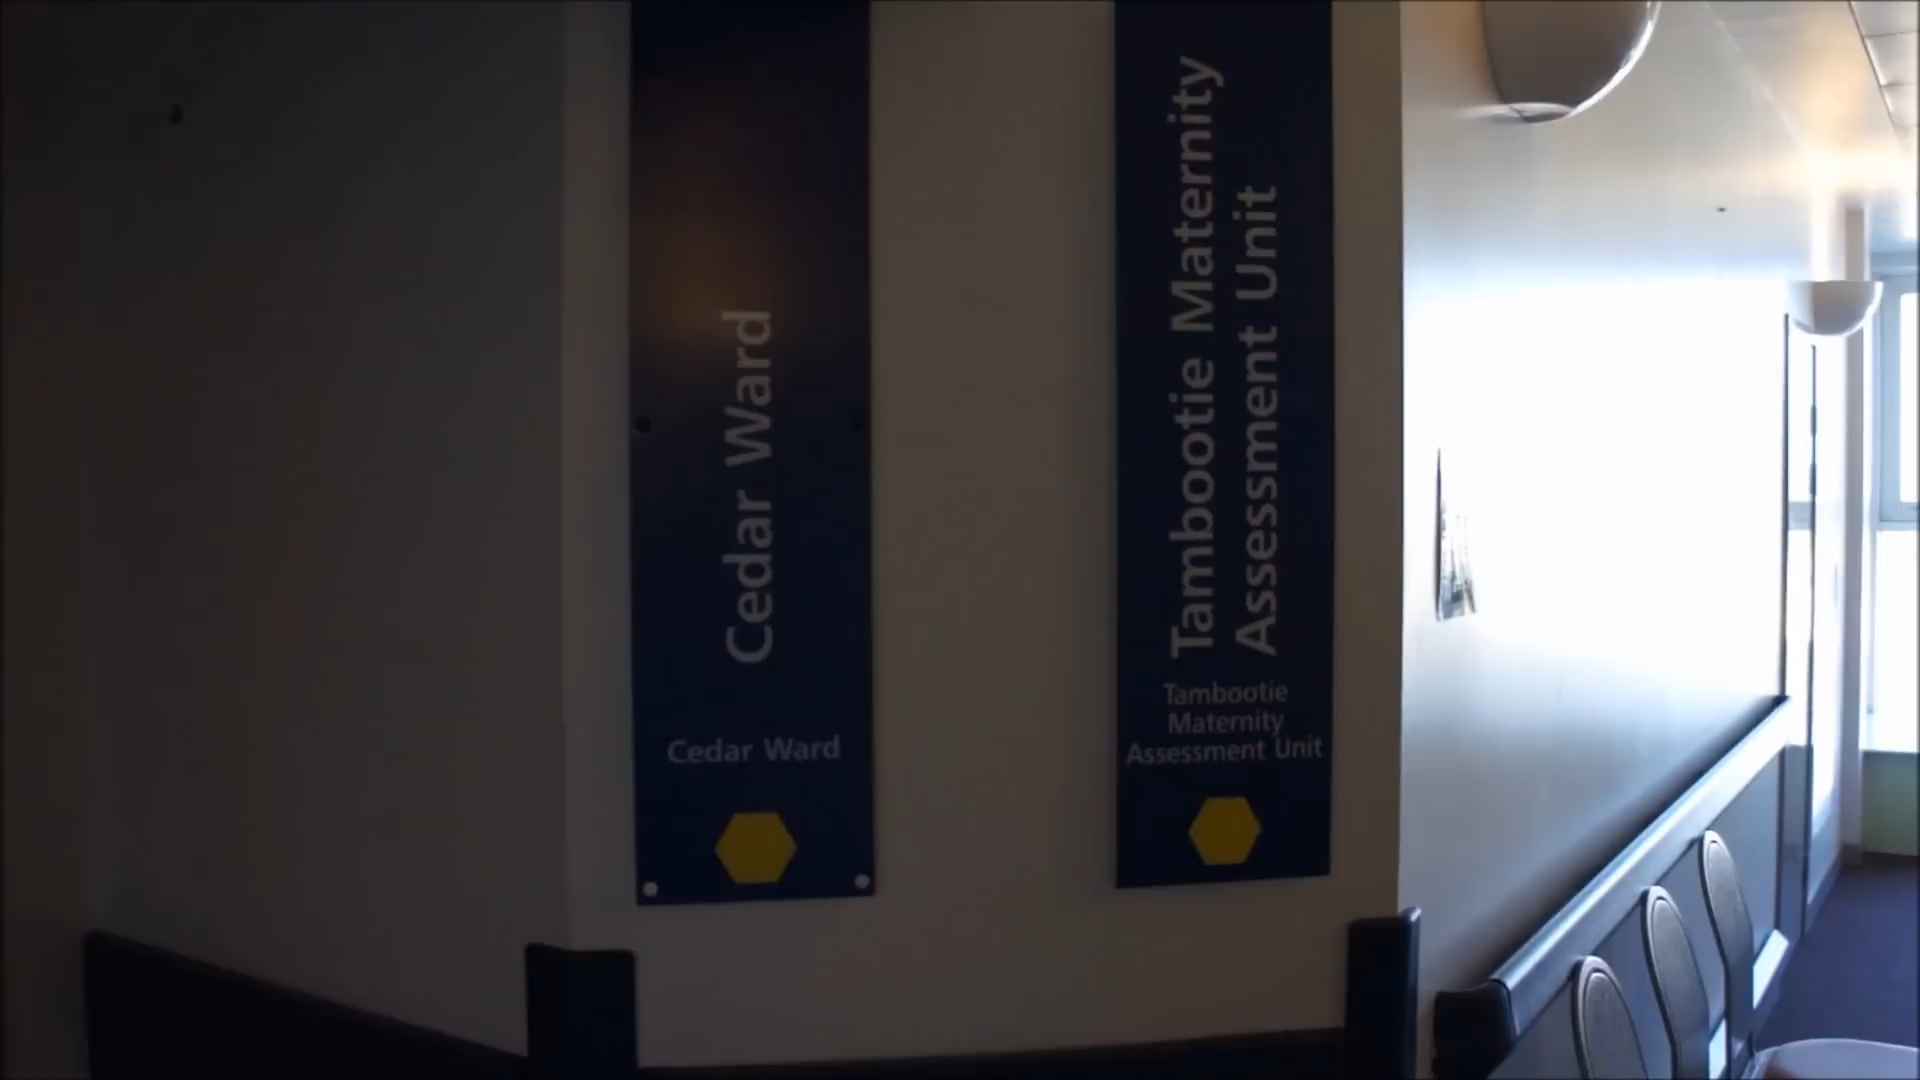 Cedar Ward
Cedar Ward
Tambootie Maternity
Assessment Unit
Tambootie
Maternity
Assessment Unit